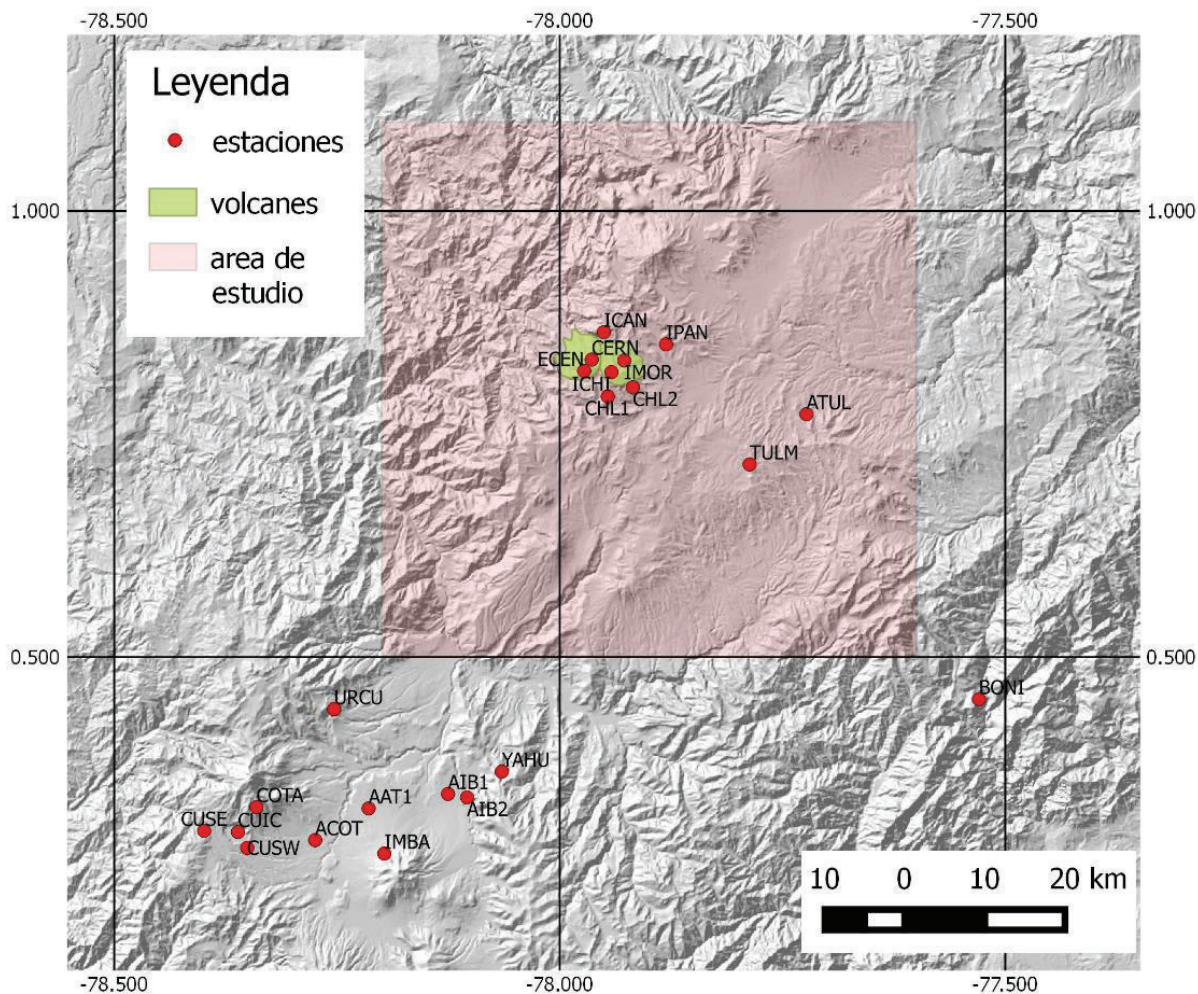 -78.500 -78.000 -77.500
Leyenda
estaciones
volcanes
area de
estudio
1.000 1.000
ICAN
IPAN
CERN
ECEN
IMOR
ICHI
CHL2
CHL1
ATUL
TULM
0.500 0.500
BONI
URCU
YAHU
AIB1
COTA AAT1
AIB2
CUSE CUIC
ACOT
CUSW
IMBA
10 0 10 20 km
-78.500 -78.000 -77.500